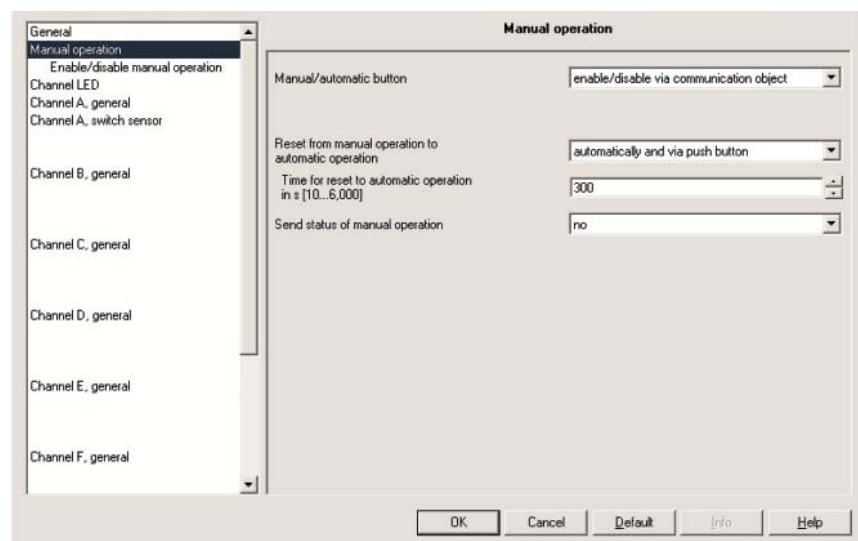 General
Manual operation
Enable/disable manual operation
Channel LED
Channel A, general
Channel A, switch sensor
Channel B, general
Channel C, general
Channel D, general
Channel E, general
Channel F, general
Manual operation
Manual/automatic button
enable/disable via communication object
Reset from manual operation to
automatic operation
automatically and via push button
Time for reset to automatic operation
in s [10...6,000]
300
Send status of manual operation
no
OK
Cancel
Default
Info
Help